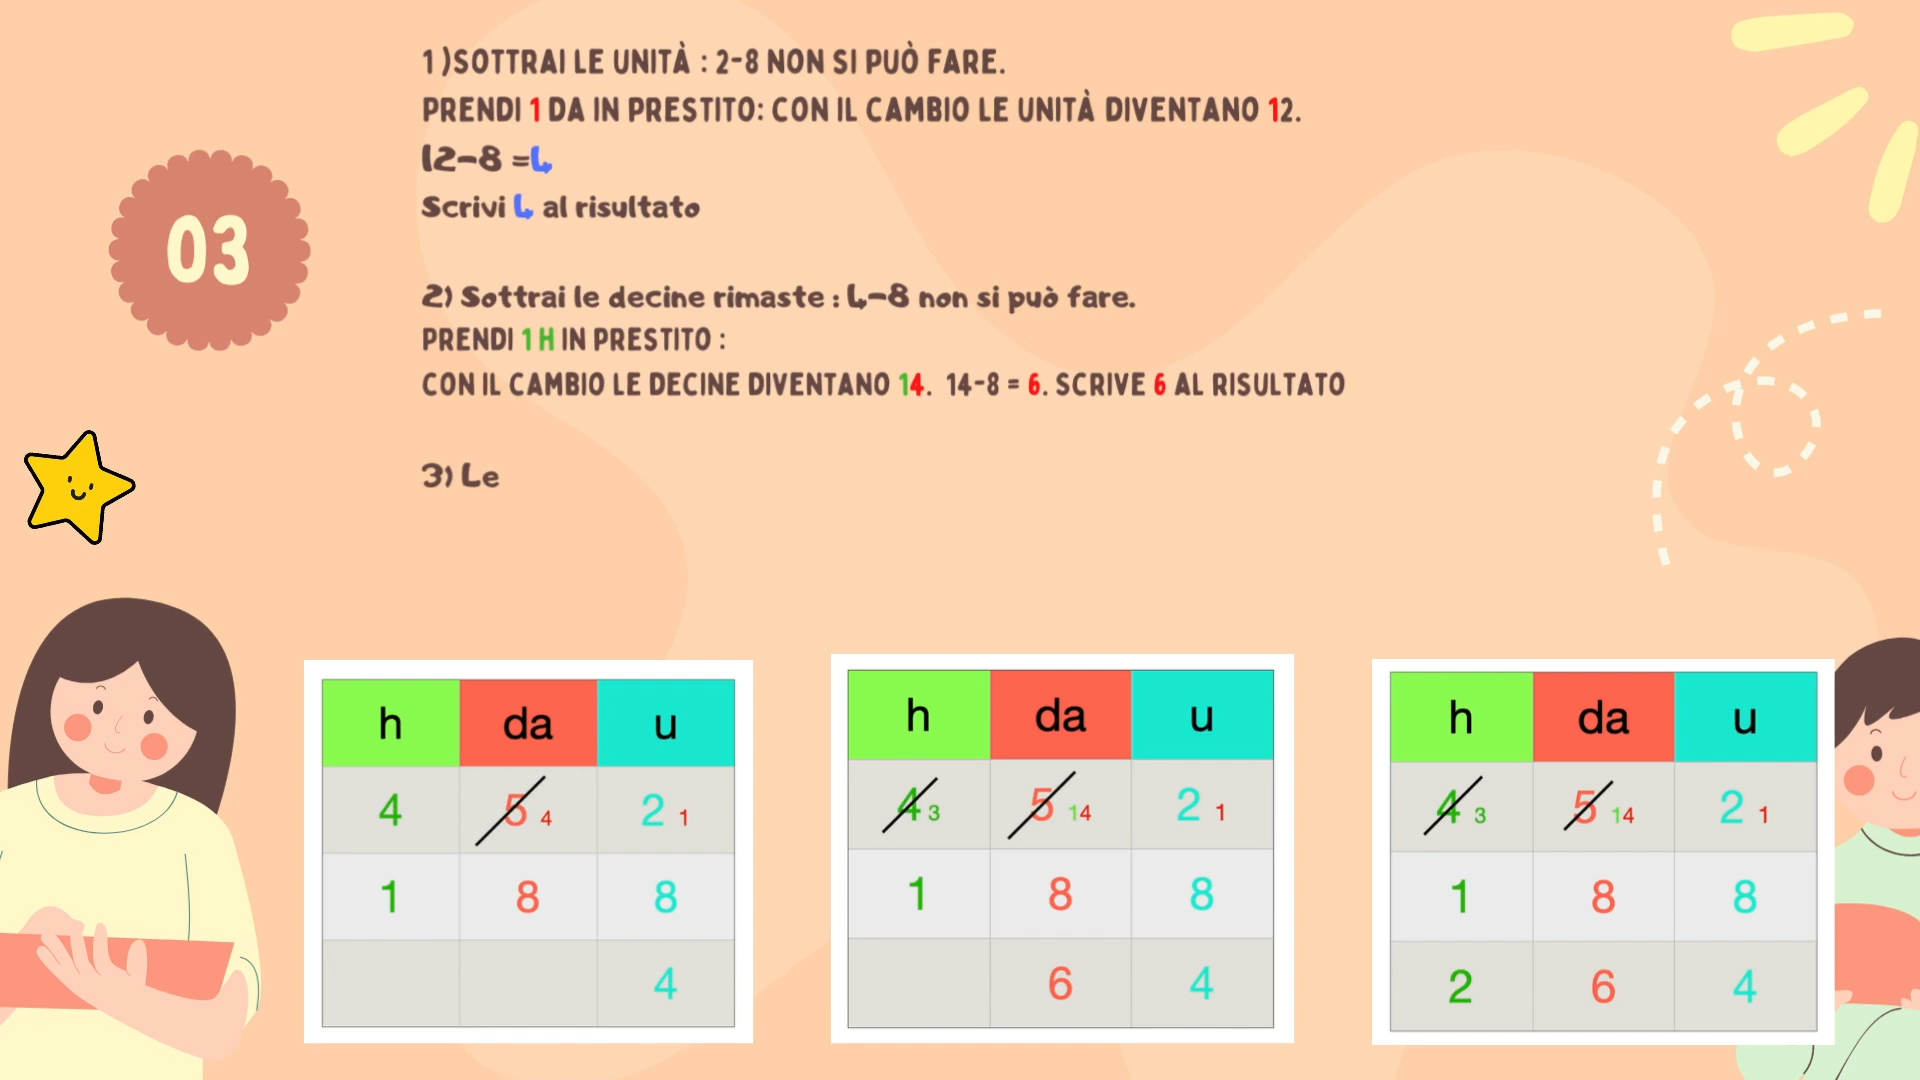 03
1 )SOTTRAI LE UNITÀ : 2-8 NON SI PUÒ FARE.
PRENDI 1 DA IN PRESTITO: CON IL CAMBIO LE UNITÀ DIVENTANO 12.
12-8 =4
Scrivi 4 al risultato
2) Sottrai le decine rimaste : 4-8 non si può fare.
PRENDI 1 H IN PRESTITO :
CON IL CAMBIO LE DECINE DIVENTANO 14. 14-8 = 6. SCRIVE 6 AL RISULTATO
3) Le
h da u
4 5 4 2 1
1 8 8
4
h da u
4 3 5 14 2 1
1 8 8
6 4
h da u
4 3 5 14 2 1
1 8 8
2 6 4